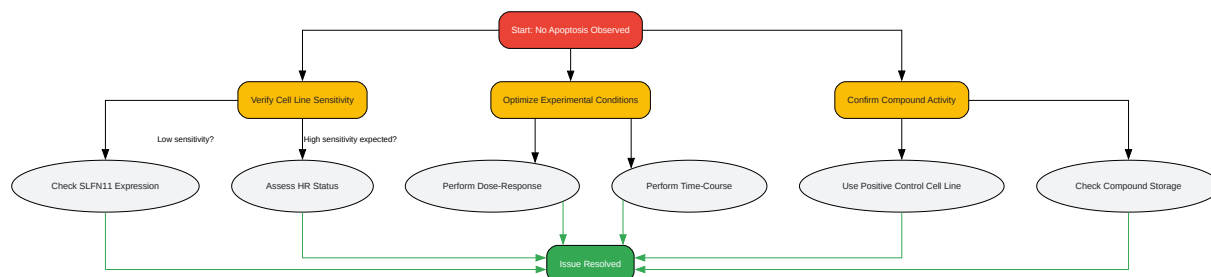 Start: No Apoptosis Observed
Verify Cell Line Sensitivity
Optimize Experimental Conditions
Confirm Compound Activity
Low sensitivity?
High sensitivity expected?
Check SLFN11 Expression
Assess HR Status
Perform Dose-Response
Perform Time-Course
Use Positive Control Cell Line
Check Compound Storage
Issue Resolved